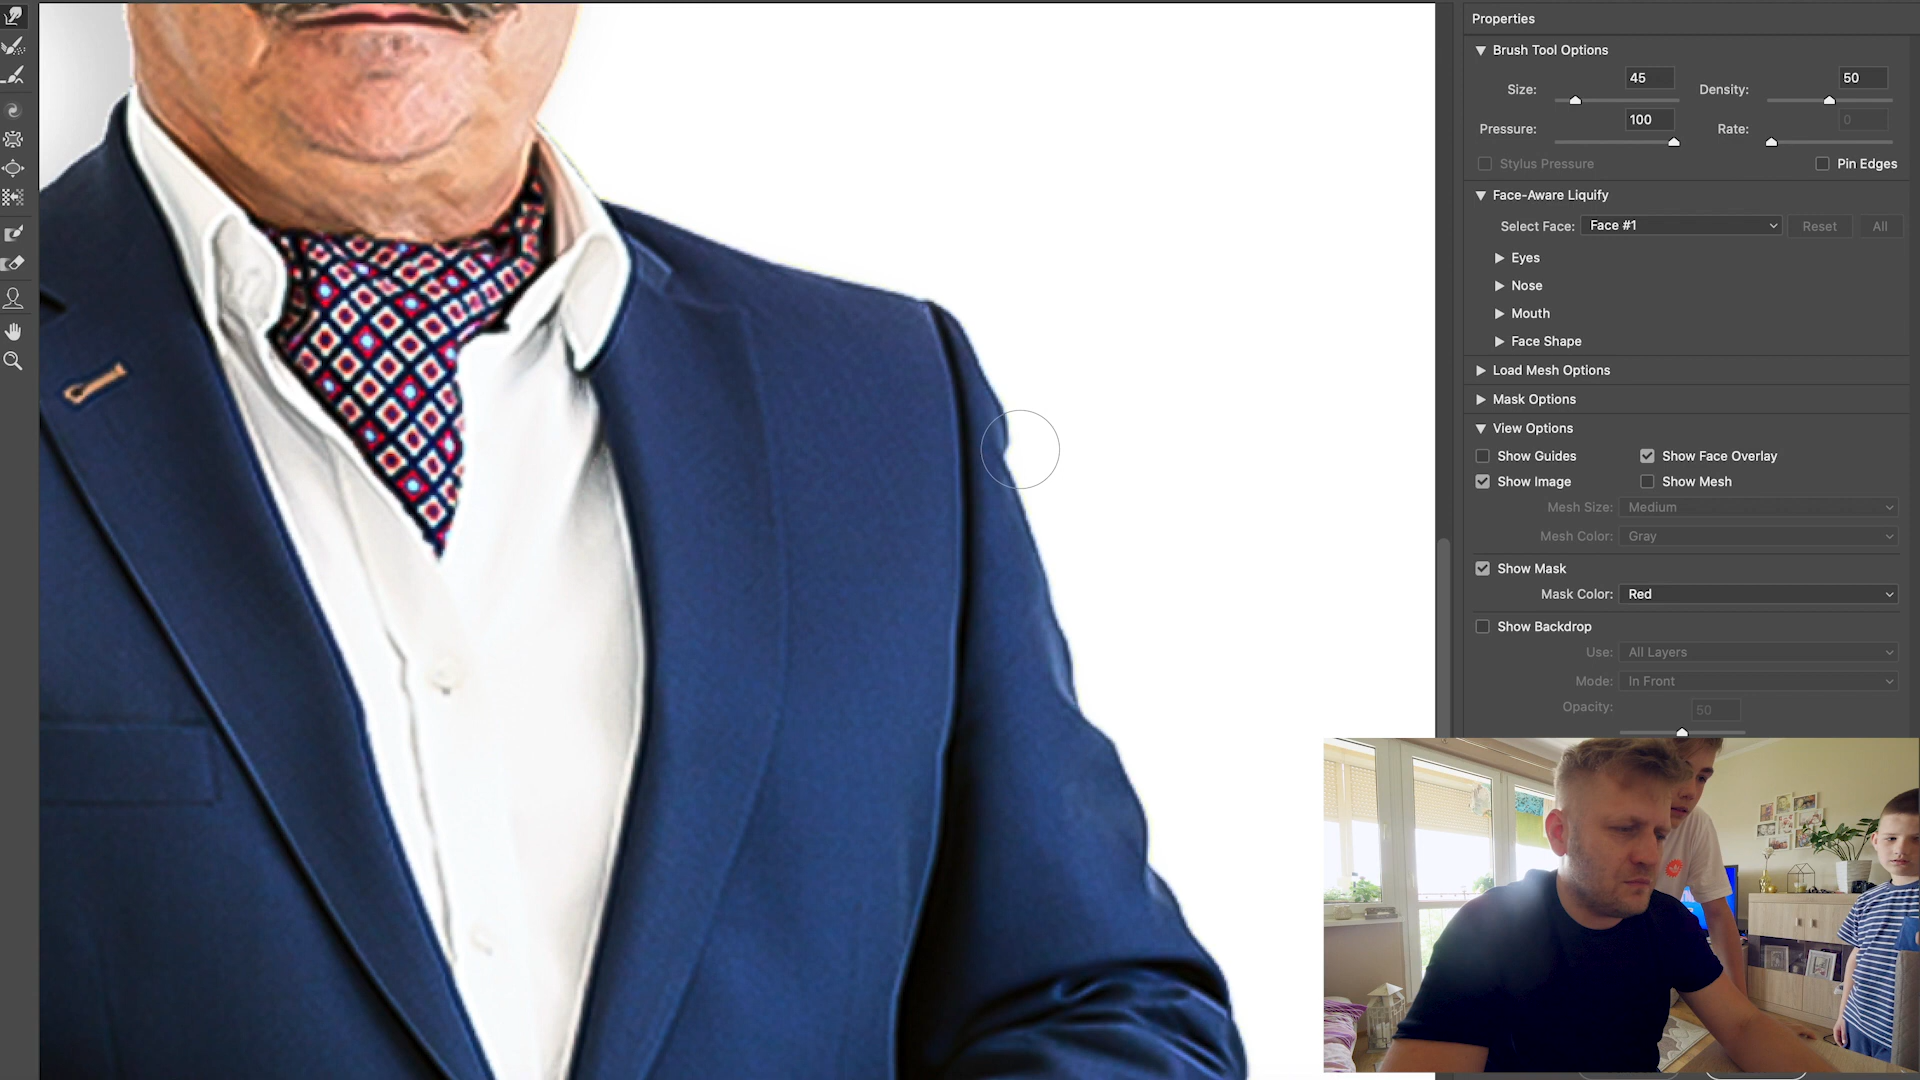 Properties
Brush Tool Options
Size: 45 Density: 50
Pressure: 100 Rate: 0
Stylus Pressure Pin Edges
Face-Aware Liquify
Select Face: Face #1 Reset All
Eyes
Nose
Mouth
Face Shape
Load Mesh Options
Mask Options
View Options
Show Guides Show Face Overlay
Show Image Show Mesh
Mesh Size: Medium
Mesh Color: Gray
Show Mask
Mask Color: Red
Show Backdrop
Use: All Layers
Mode: In Front
Opacity: 50